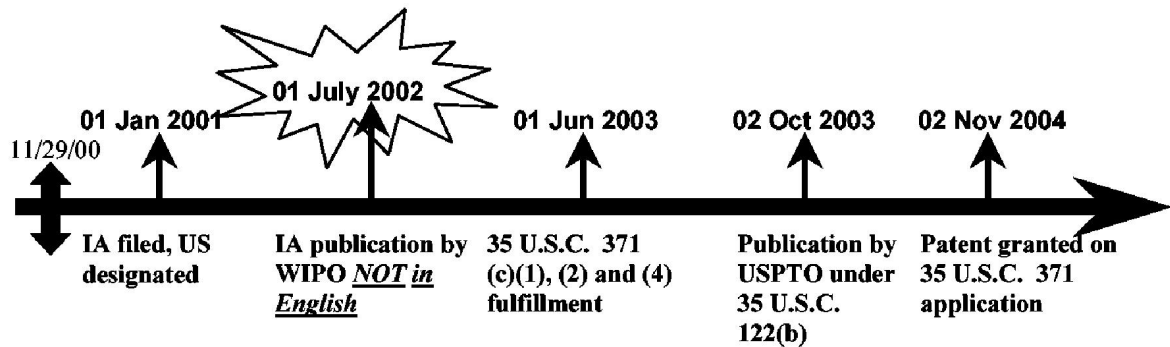 01 July 2002
01 Jan 2001
01 Jun 2003
02 Oct 2003
02 Nov 2004
11/29/00
IA filed, US
designated
IA publication by
WIPO NOT in
English
35 U.S.C. 371
(c)(1), (2) and (4)
fulfillment
Publication by
USPTO under
35 U.S.C.
122(b)
Patent granted on
35 U.S.C. 371
application